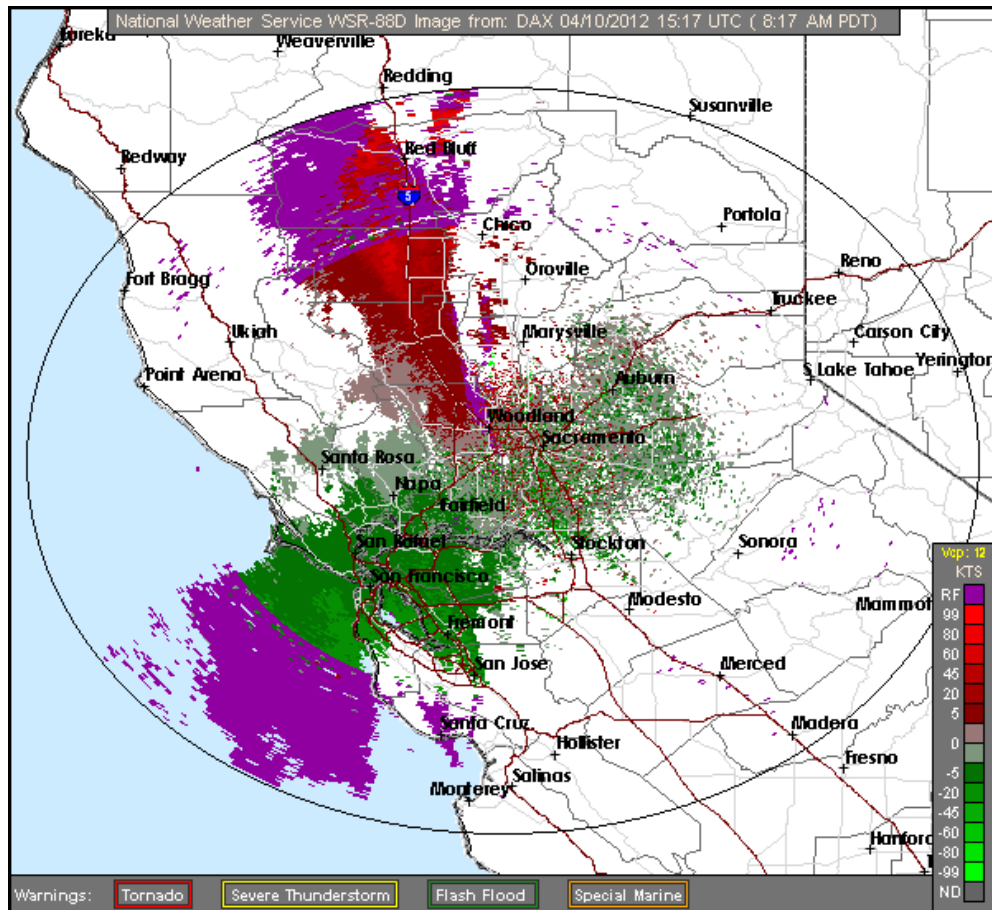 National Weather Service WSR-88D Image from: DAX 04/10/2012 15:17 UTC ( 8:17 AM PDT)
Eureka
Weaverville
Redding
Susanville
Redway
Red Bluff
5
Portola
Chico
Reno
Fort Bragg
Oroville
Truckee
Ukiah
Marysville
Carson City
Point Arena
Auburn
S Lake Tahoe
Yerington
Woodland
Sacramento
Santa Rosa
Napa
Fairfield
San Rafael
Stockton
Sonora
San Francisco
Modesto
Mammot
Fremont
San Jose
Merced
Santa Cruz
Madera
Hollister
Fresno
Salinas
Monterey
Hanford
Vcp: 12
KTS
RF
99
80
60
45
20
5
0
-5
-20
-45
-60
-80
-99
ND
Warnings: Tornado Severe Thunderstorm Flash Flood Special Marine